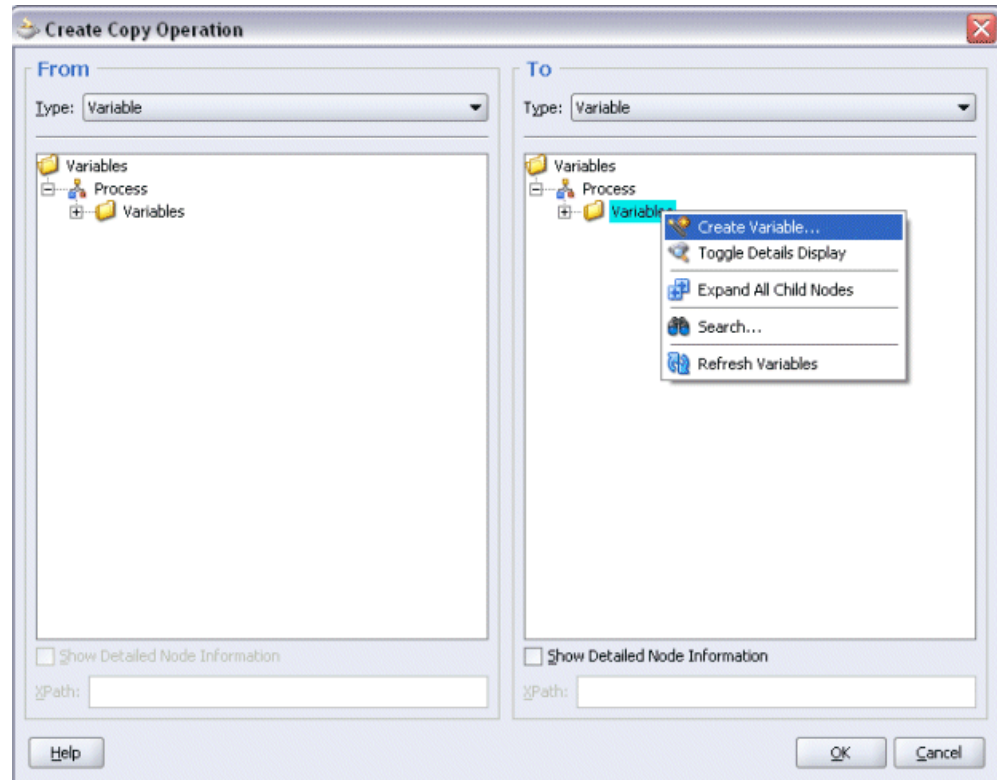 Create Copy Operation
From
Type: Variable
Variables
Process
Variables
Show Detailed Node Information
XPath:
To
Type: Variable
Variables
Process
Variables
Create Variable...
Toggle Details Display
Expand All Child Nodes
Search...
Refresh Variables
Show Detailed Node Information
XPath:
Help
OK
Cancel